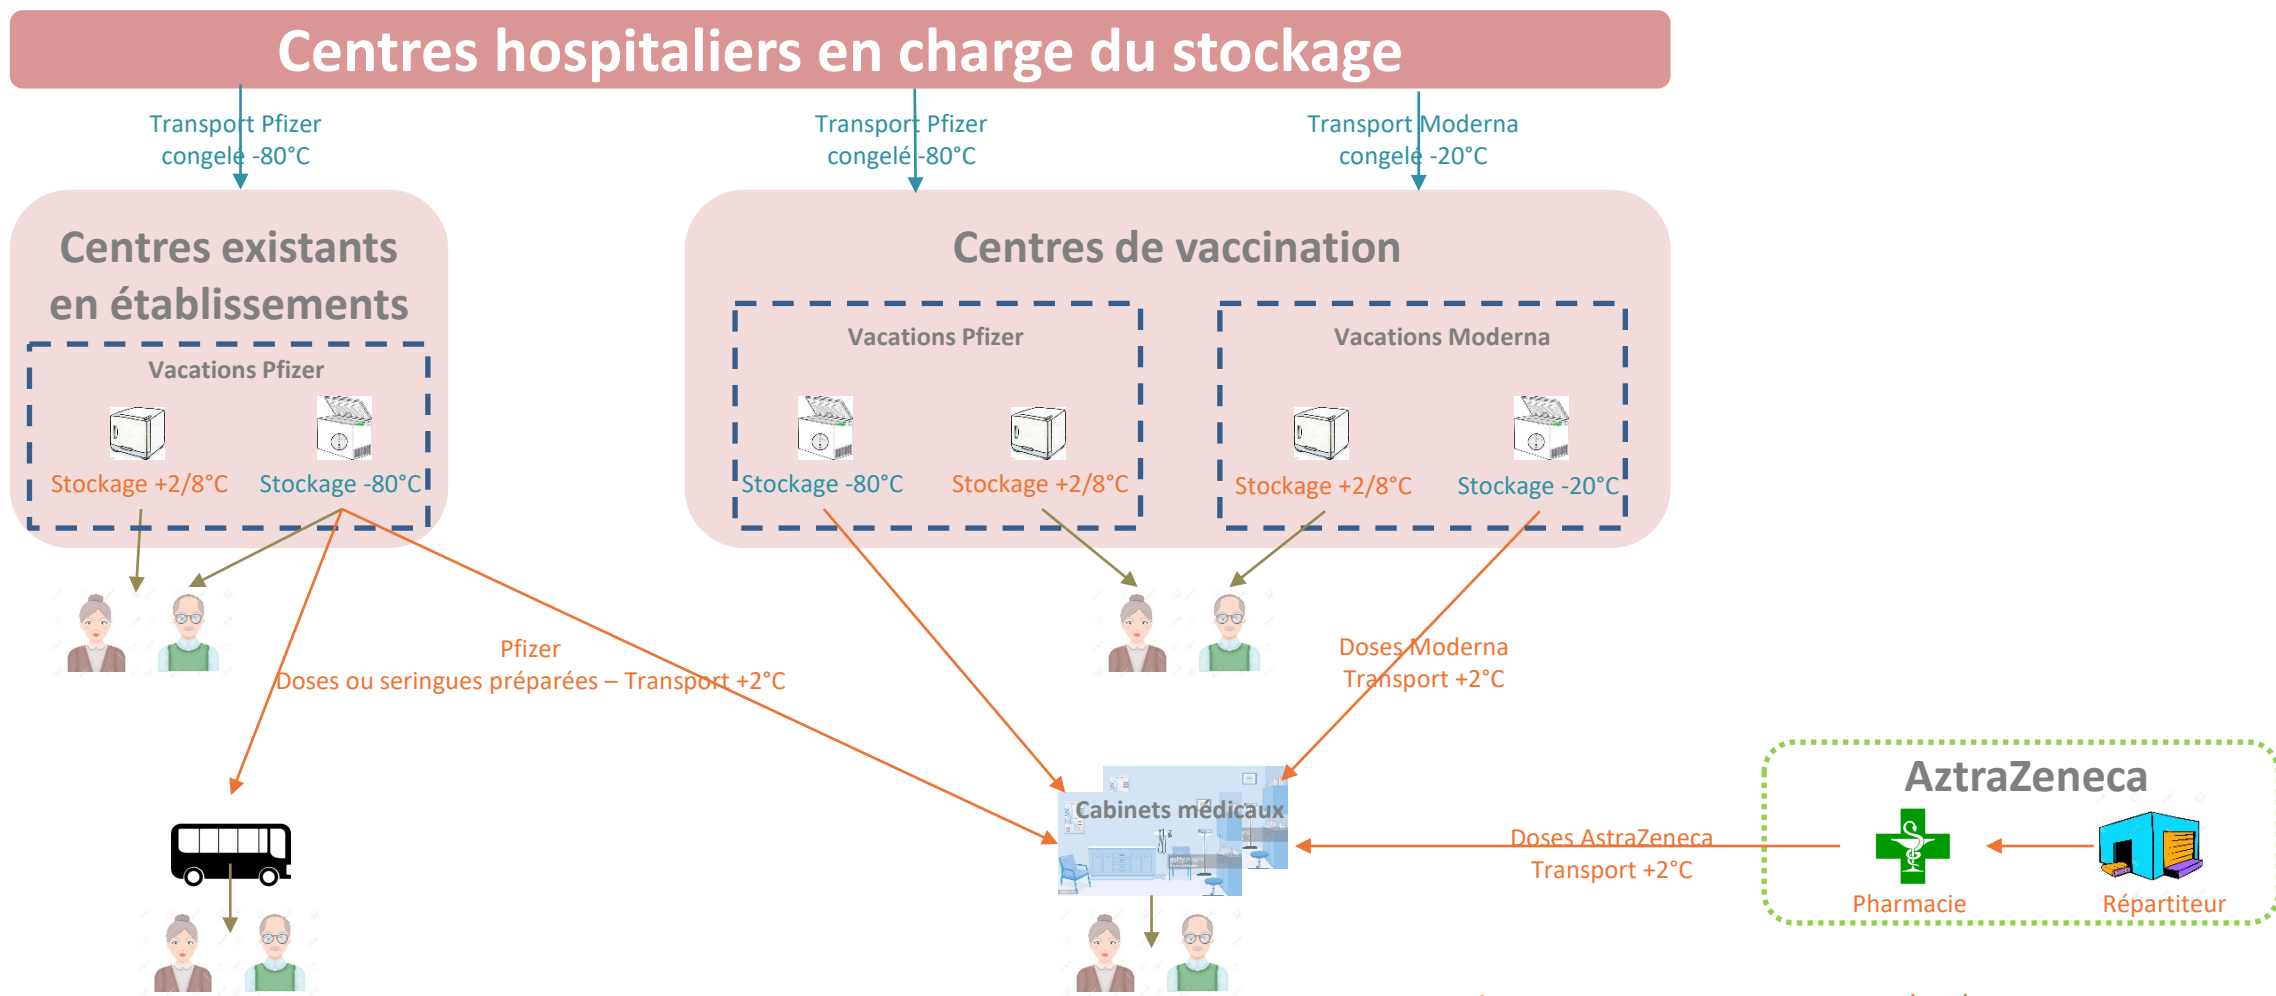 Centres hospitaliers en charge du stockage
Transport Pfizer
congelé -80°C
Transport Pfizer
congelé -80°C
Transport Moderna
congelé -20°C
Centres existants
en établissements
Vacations Pfizer
Stockage +2/8°C
Stockage -80°C
Centres de vaccination
Vacations Pfizer
Stockage -80°C
Stockage +2/8°C
Vacations Moderna
Stockage +2/8°C
Stockage -20°C
Pfizer
Doses ou seringues préparées – Transport +2°C
Doses Moderna
Transport +2°C
Cabinets médicaux
Doses AstraZeneca
Transport +2°C
AztraZeneca
Pharmacie
Répartiteur